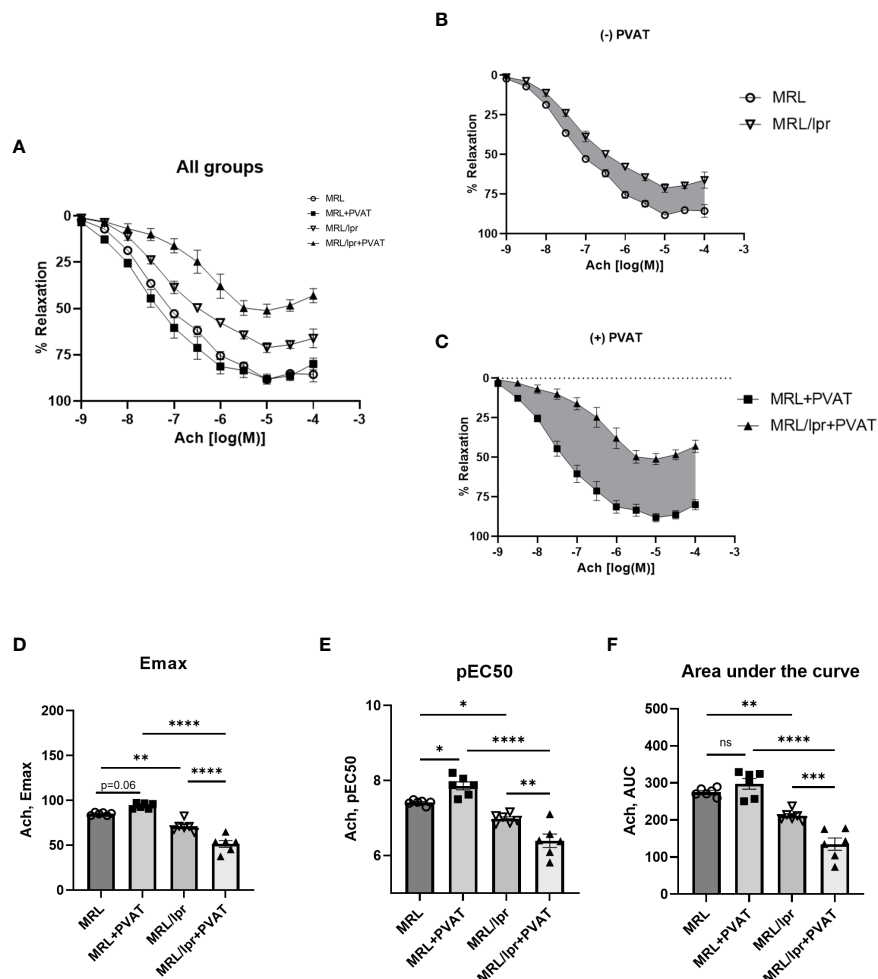 A
All groups
MRL
MRL+PVAT
MRL/lpr
MRL/lpr+PVAT
0
25
50
75
100
% Relaxation
-9 -8 -7 -6 -5 -4 -3
Ach [log(M)]
B
(-) PVAT
MRL
MRL/lpr
0
25
50
75
100
% Relaxation
-9 -8 -7 -6 -5 -4 -3
Ach [log(M)]
C
(+) PVAT
MRL+PVAT
MRL/lpr+PVAT
0
25
50
75
100
% Relaxation
-9 -8 -7 -6 -5 -4 -3
Ach [log(M)]
D
Emax
200
150
100
50
0
Ach, Emax
****
**
****
p=0.06
MRL
MRL+PVAT
MRL/lpr
MRL/lpr+PVAT
E
pEC50
10
8
6
Ach, pEC50
*
* ****
**
MRL
MRL+PVAT
MRL/lpr
MRL/lpr+PVAT
F
Area under the curve
500
400
300
200
100
0
Ach, AUC
**
ns ****
***
MRL
MRL+PVAT
MRL/lpr
MRL/lpr+PVAT